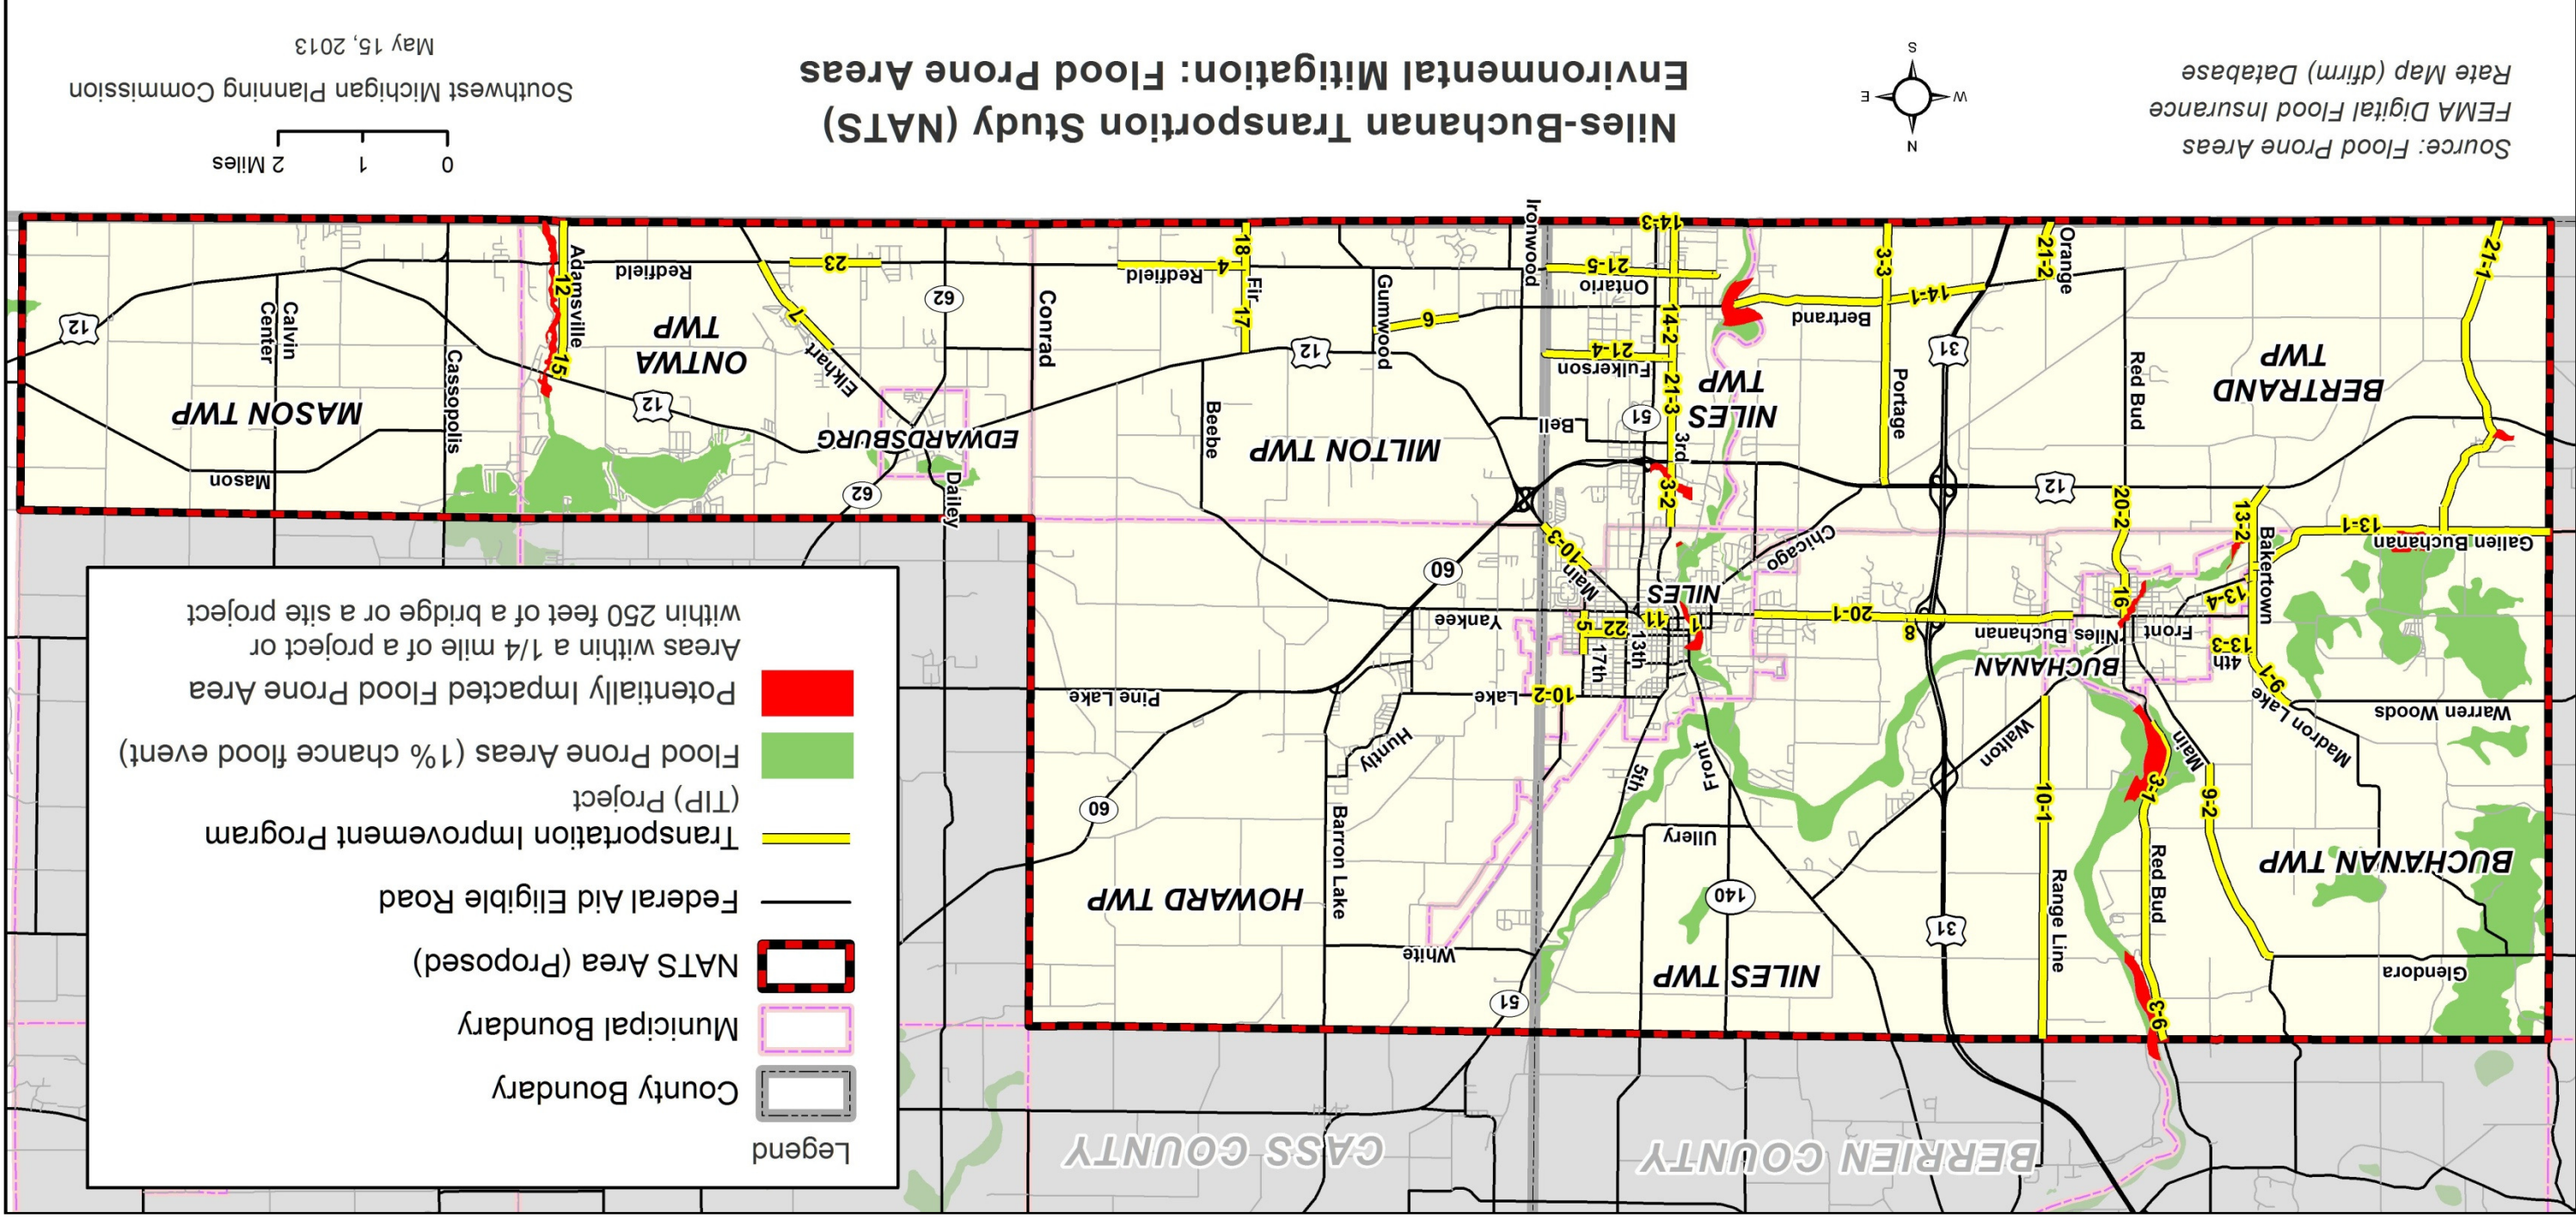 BERRIEN COUNTY
CASS COUNTY
Legend
County Boundary
Municipal Boundary
NATS Area (Proposed)
Federal Aid Eligible Road
Transportation Improvement Program
(TIP) Project
Flood Prone Areas (1% chance flood event)
Potentially Impacted Flood Prone Area
Areas within a 1/4 mile of a project or
within 250 feet of a bridge or a site project
3-6
Glendora
Range Line
31
NILES TWP
51
White
BUCHANAN TWP
Red Bud
140
HOWARD TWP
Barron Lake
9-2
3-1
10-1
Ullery
60
Main
Walton
5th
Front
Huntly
Warren Woods
Madron Lake
9-1
Lake
10-2
Pine Lake
4th
13-3
BUCHANAN
17th
13th
Front
Niles Buchanan
8
20-1
1
11
22
5
Yankee
13-4
16
NILES
Main
Bakertown
60
Galien Buchanan
13-1
13-2
20-2
Chicago
10-3
Dailey
12
3-2
62
Mason
BERTRAND
TWP
Red Bud
Portage
NILES
TWP
3rd
21-3
51
Bell
MILTON TWP
Beebe
EDWARDSBURG
Cassopolis
MASON TWP
12
31
Fulkerson
21-4
12
Gumwood
Conrad
Elkhart
ONTWA
TWP
15
Calvin
Center
12
Bertrand
14-1
14-2
6
17
Fir
62
7
Adamsville
12
21-1
Orange
21-2
3-3
Ontario
21-5
Redfield
4
18
23
Redfield
14-3
Ironwood
Source: Flood Prone Areas
FEMA Digital Flood Insurance
Rate Map (dfirm) Database
N
W
E
S
Niles-Buchanan Transportation Study (NATS)
Environmental Mitigation: Flood Prone Areas
0
1
2 Miles
Southwest Michigan Planning Commission
May 15, 2013